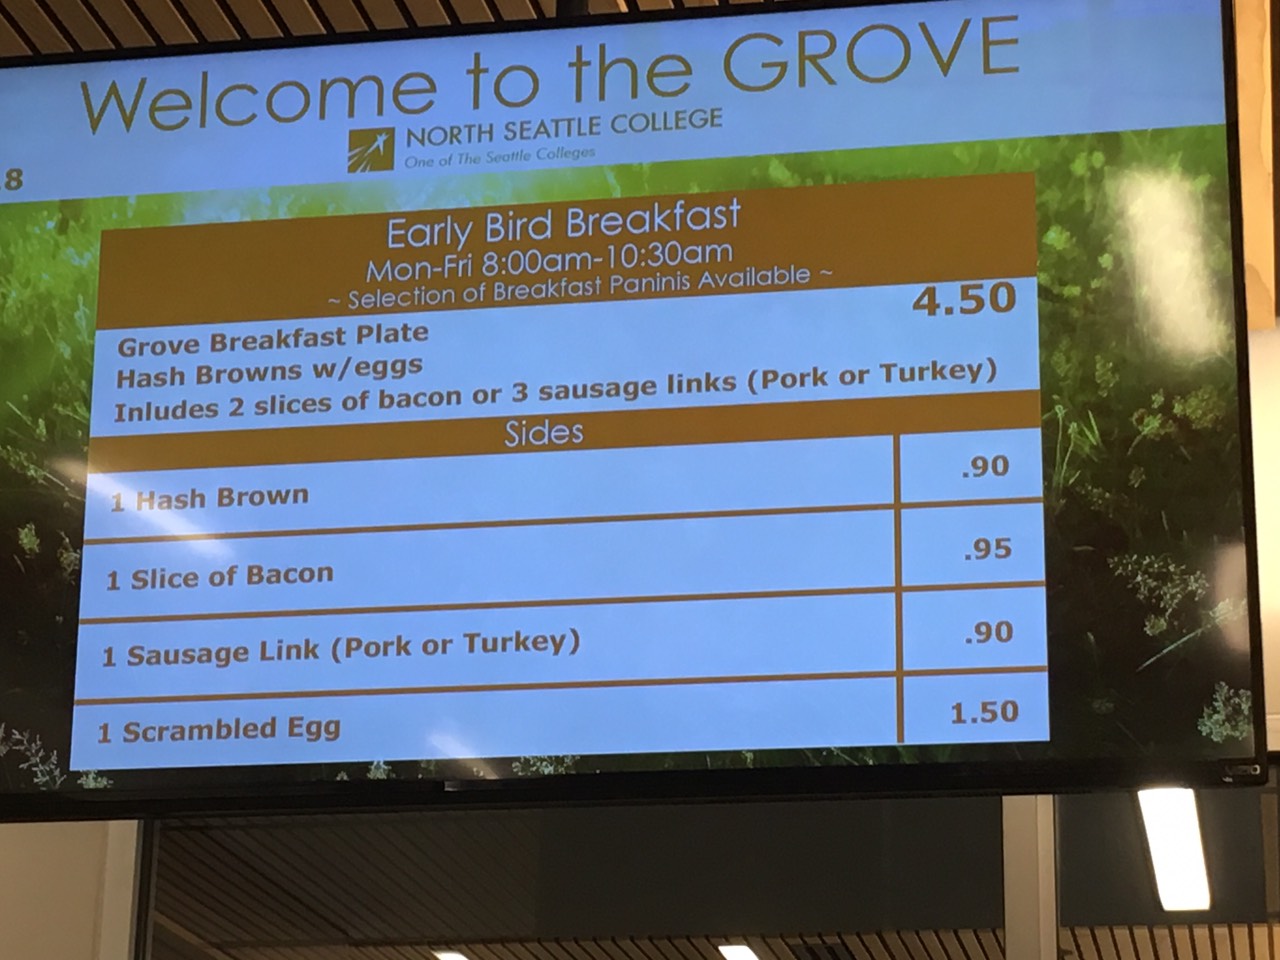 Welcome to the GROVE
NORTH SEATTLE COLLEGE
One of The Seattle Colleges
.8
Early Bird Breakfast
Mon-Fri 8:00am-10:30am
~ Selection of Breakfast Paninis Available ~
Grove Breakfast Plate 4.50
Hash Browns w/eggs
Inludes 2 slices of bacon or 3 sausage links (Pork or Turkey)
Sides
1 Hash Brown .90
1 Slice of Bacon .95
1 Sausage Link (Pork or Turkey) .90
1 Scrambled Egg 1.50